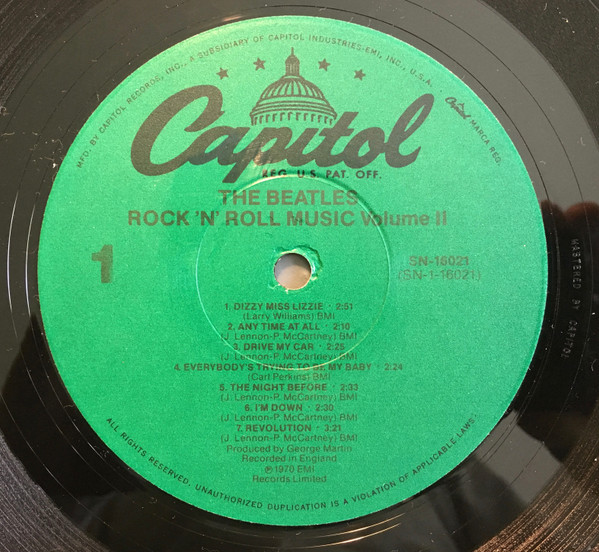 MFD. BY CAPITOL RECORDS, INC., A SUBSIDIARY OF CAPITOL INDUSTRIES-EMI, INC., U.S.A.
Capitol MARCA REG.
Capitol
REG. U.S. PAT. OFF.
THE BEATLES
ROCK 'N' ROLL MUSIC Volume II
1
SN-16021
(SN-1-16021)
1. DIZZY MISS LIZZIE · 2:51
(Larry Williams) BMI
2. ANY TIME AT ALL · 2:10
(J. Lennon-P. McCartney) BMI
3. DRIVE MY CAR · 2:25
(J. Lennon-P. McCartney) BMI
4. EVERYBODY'S TRYING TO BE MY BABY · 2:24
(Carl Perkins) BMI
5. THE NIGHT BEFORE · 2:33
(J. Lennon-P. McCartney) BMI
6. I'M DOWN · 2:30
(J. Lennon-P. McCartney) BMI
7. REVOLUTION · 3:21
(J. Lennon-P. McCartney) BMI
Produced by George Martin
Recorded in England
℗1970 EMI
Records Limited
ALL RIGHTS RESERVED. UNAUTHORIZED DUPLICATION IS A VIOLATION OF APPLICABLE LAWS.
MASTERED BY CAPITOL